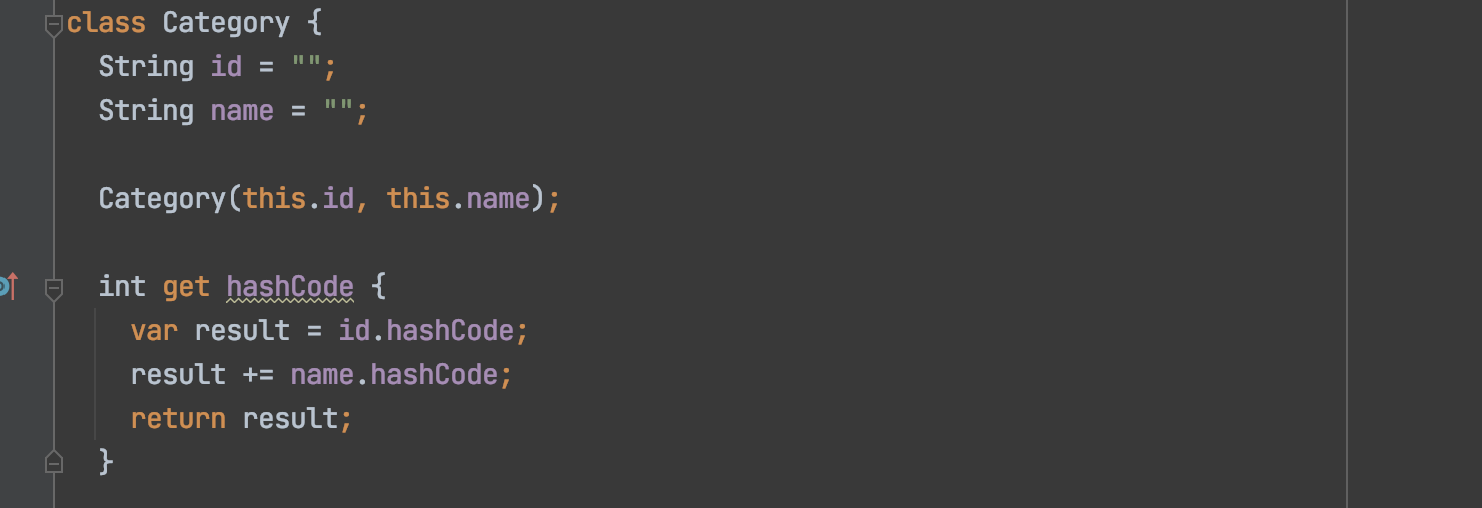 class Category {
  String id = "";
  String name = "";

  Category(this.id, this.name);

  int get hashCode {
    var result = id.hashCode;
    result += name.hashCode;
    return result;
  }